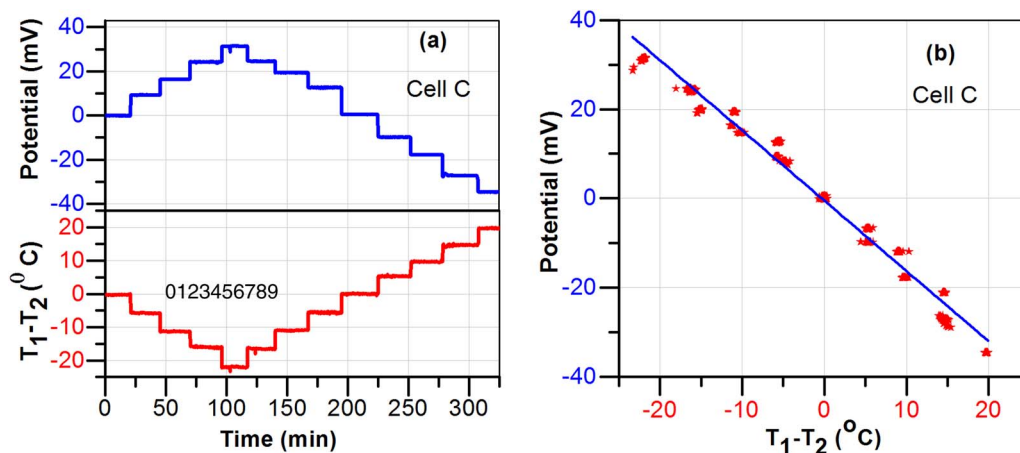 (a)
Cell C
Potential (mV)
40
20
0
-20
-40
T1-T2 (0 C)
20
10
0
-10
-20
0123456789
0 50 100 150 200 250 300
Time (min)
(b)
Cell C
Potential (mV)
40
20
0
-20
-40
-20 -10 0 10 20
T1-T2 (oC)